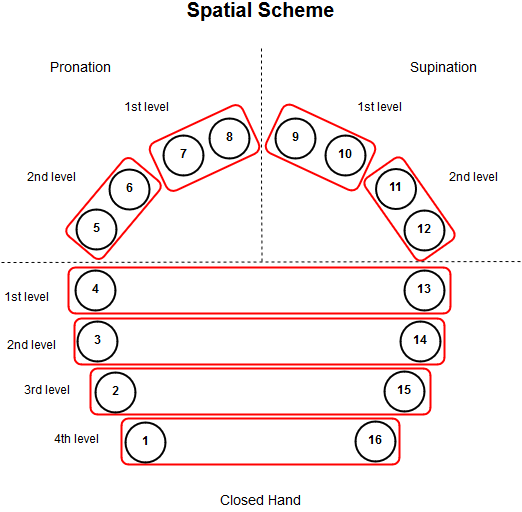 Spatial Scheme
Pronation
Supination
1st level
1st level
8
9
7
10
2nd level
2nd level
6
11
5
12
1st level
4
13
2nd level
3
14
3rd level
2
15
4th level
1
16
Closed Hand